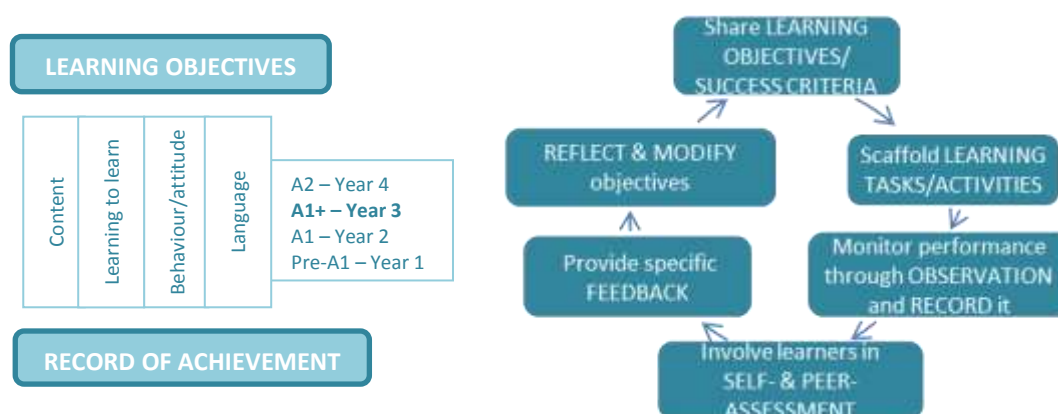 LEARNING OBJECTIVES
Content
Learning to learn
Behaviour/attitude
Language
A2 – Year 4
A1+ – Year 3
A1 – Year 2
Pre-A1 – Year 1
RECORD OF ACHIEVEMENT
Share LEARNING
OBJECTIVES/
SUCCESS CRITERIA
Scaffold LEARNING
TASKS/ACTIVITIES
Monitor performance
through OBSERVATION
and RECORD it
Involve learners in
SELF- & PEER-
ASSESSMENT
Provide specific
FEEDBACK
REFLECT & MODIFY
objectives